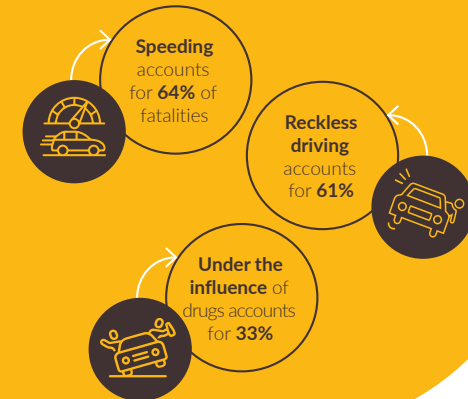 Speeding
accounts
for 64% of
fatalities
Reckless
driving
accounts
for 61%
Under the
influence of
drugs accounts
for 33%